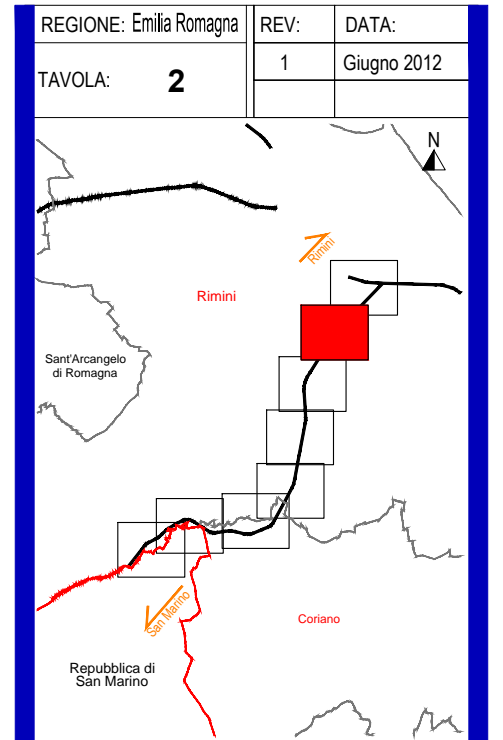 REGIONE: Emilia Romagna
REV:
DATA:
TAVOLA: 2
1
Giugno 2012
N
Rimini
Rimini
Sant'Arcangelo
di Romagna
San Marino
Coriano
Repubblica di
San Marino